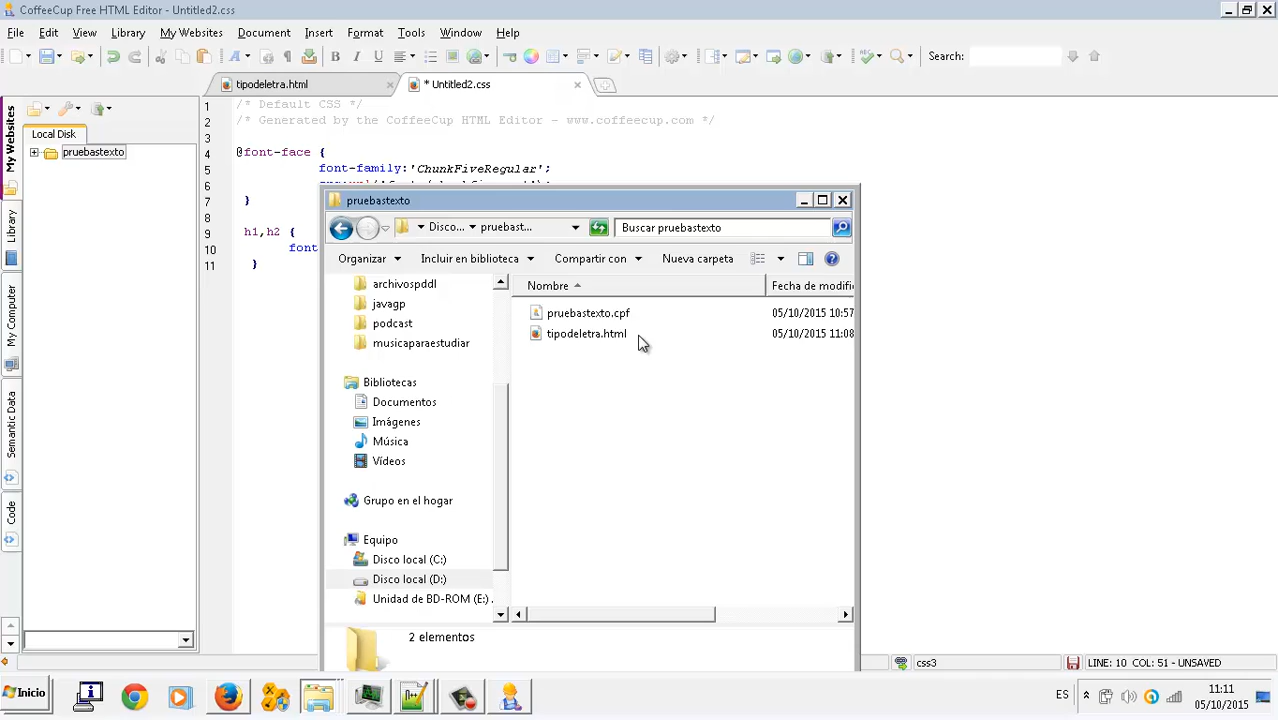 CoffeeCup Free HTML Editor - Untitled2.css
File Edit View Library My Websites Document Insert Format Tools Window Help
Search:
tipodeletra.html
* Untitled2.css
My Websites
Library
My Computer
Semantic Data
Code
Local Disk
pruebastexto
1 /* Default CSS */
2 /* Generated by the CoffeeCup HTML Editor - www.coffeecup.com */
3
4 @font-face {
5 font-family:'ChunkFiveRegular';
6
7 }
8
9 h1,h2 {
10 font
11 }
pruebastexto
Disco... pruebast...
Buscar pruebastexto
Organizar Incluir en biblioteca Compartir con Nueva carpeta
archivospddl
javagp
podcast
musicaparaestudiar
Bibliotecas
Documentos
Imágenes
Música
Vídeos
Grupo en el hogar
Equipo
Disco local (C:)
Disco local (D:)
Unidad de BD-ROM (E:)
Nombre Fecha de modifi
pruebastexto.cpf 05/10/2015 10:57
tipodeletra.html 05/10/2015 11:08
2 elementos
css3 LINE: 10 COL: 51 - UNSAVED
Inicio
ES
11:11
05/10/2015